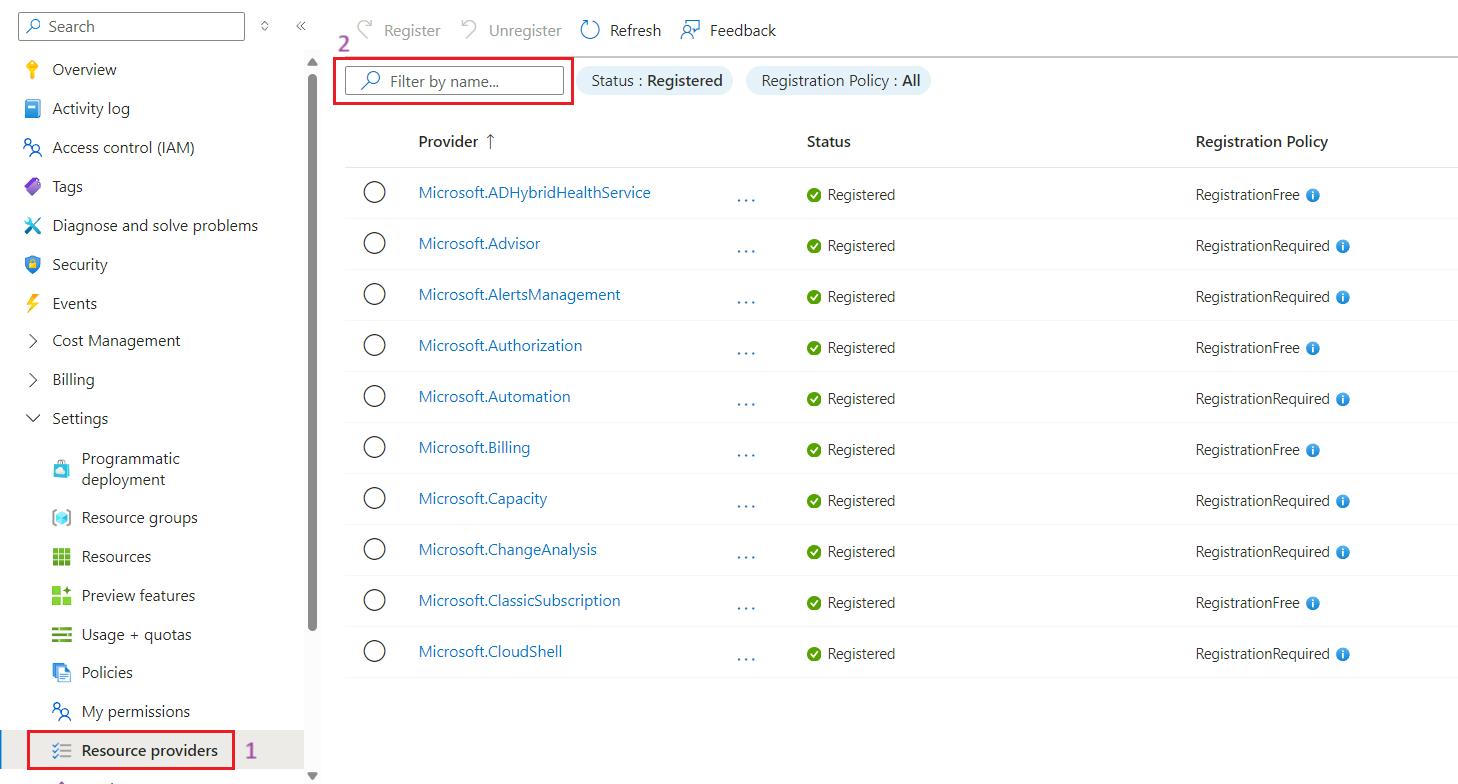 Search
Overview
Activity log
Access control (IAM)
Tags
Diagnose and solve problems
Security
Events
Cost Management
Billing
Settings
Programmatic
deployment
Resource groups
Resources
Preview features
Usage + quotas
Policies
My permissions
Resource providers 1
2 Register Unregister Refresh Feedback
Filter by name... Status : Registered Registration Policy : All
Provider ↑ Status Registration Policy
Microsoft.ADHybridHealthService ... Registered RegistrationFree
Microsoft.Advisor ... Registered RegistrationRequired
Microsoft.AlertsManagement ... Registered RegistrationRequired
Microsoft.Authorization ... Registered RegistrationFree
Microsoft.Automation ... Registered RegistrationRequired
Microsoft.Billing ... Registered RegistrationFree
Microsoft.Capacity ... Registered RegistrationRequired
Microsoft.ChangeAnalysis ... Registered RegistrationRequired
Microsoft.ClassicSubscription ... Registered RegistrationFree
Microsoft.CloudShell ... Registered RegistrationRequired